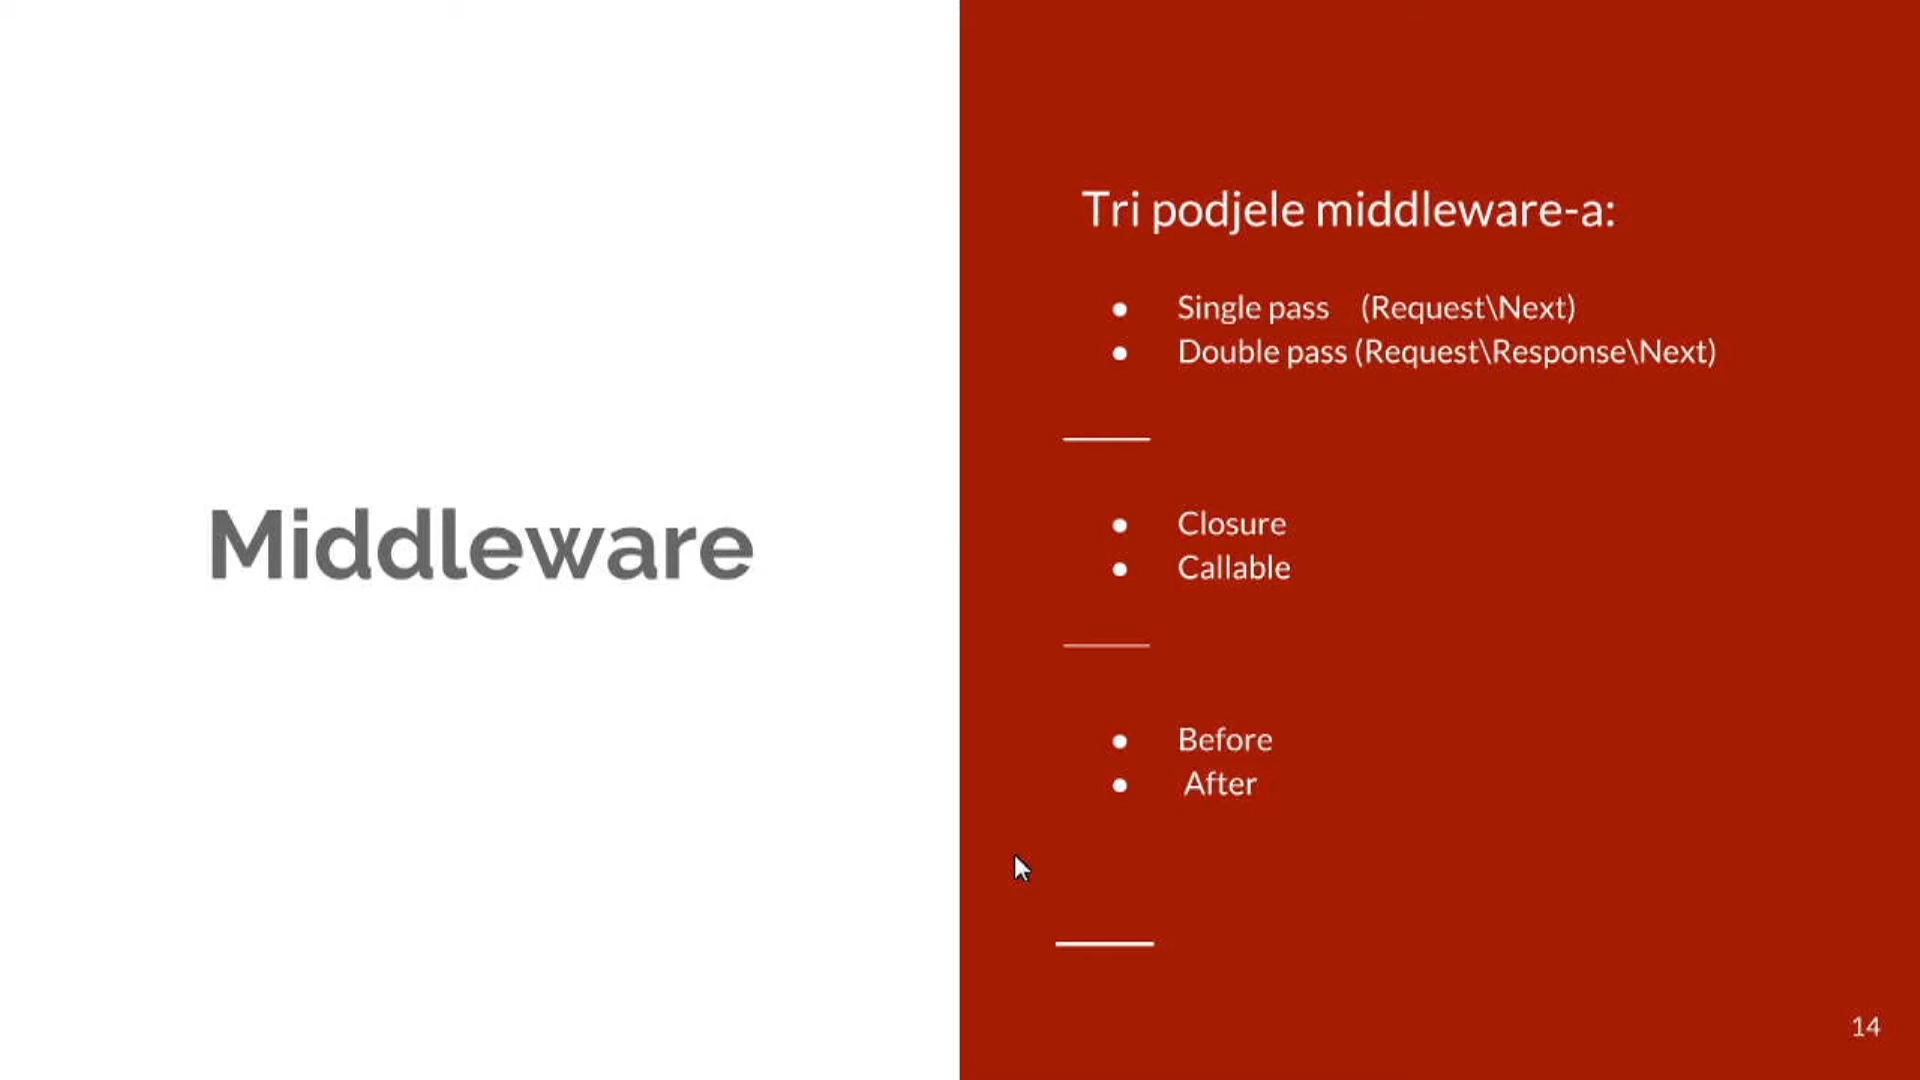 Middleware
Tri podjele middleware-a:
● Single pass (Request\Next)
● Double pass (Request\Response\Next)
● Closure
● Callable
● Before
● After
14